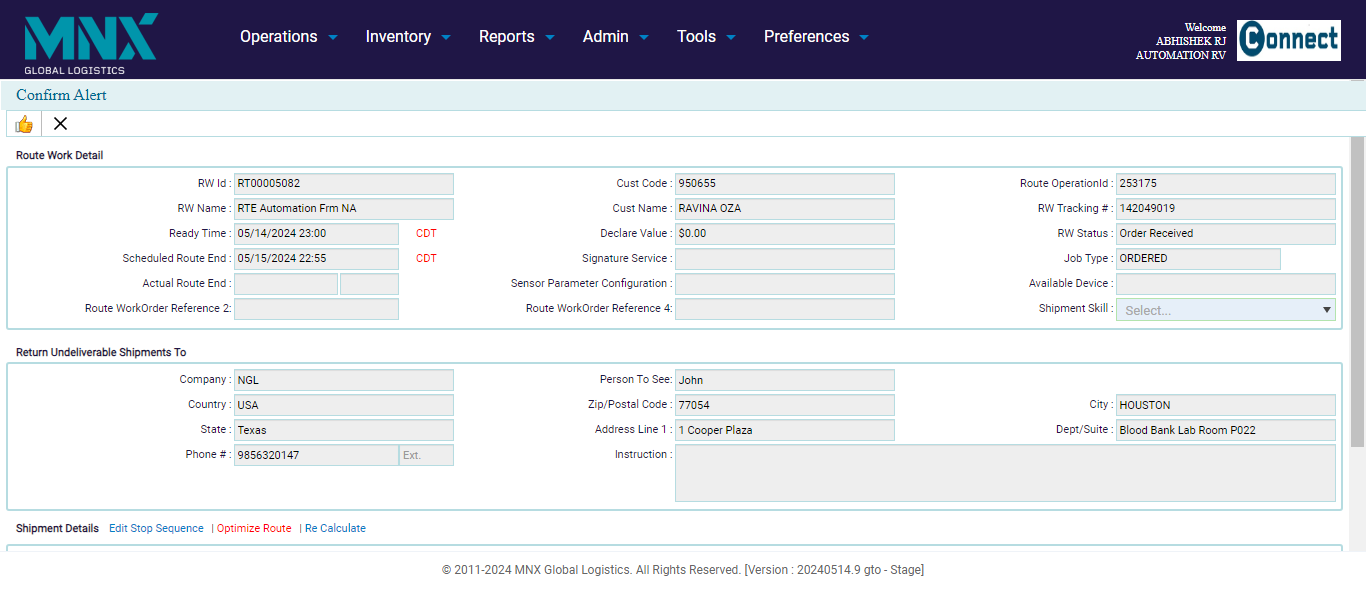 MNX
GLOBAL LOGISTICS
Operations Inventory Reports Admin Tools Preferences
Welcome
ABHISHEK RJ
AUTOMATION RV
Connect
Confirm Alert
Route Work Detail
RW Id : RT00005082 Cust Code : 950655 Route OperationId : 253175
RW Name : RTE Automation Frm NA Cust Name : RAVINA OZA RW Tracking # : 142049019
Ready Time : 05/14/2024 23:00 CDT Declare Value : $0.00 RW Status : Order Received
Scheduled Route End : 05/15/2024 22:55 CDT Signature Service : Job Type : ORDERED
Actual Route End : Sensor Parameter Configuration : Available Device :
Route WorkOrder Reference 2: Route WorkOrder Reference 4: Shipment Skill : Select...
Return Undeliverable Shipments To
Company : NGL Person To See: John
Country : USA Zip/Postal Code : 77054 City : HOUSTON
State : Texas Address Line 1 : 1 Cooper Plaza Dept/Suite : Blood Bank Lab Room P022
Phone # : 9856320147 Ext. Instruction :
Shipment Details Edit Stop Sequence | Optimize Route | Re Calculate
© 2011-2024 MNX Global Logistics. All Rights Reserved. [Version : 20240514.9 gto - Stage]